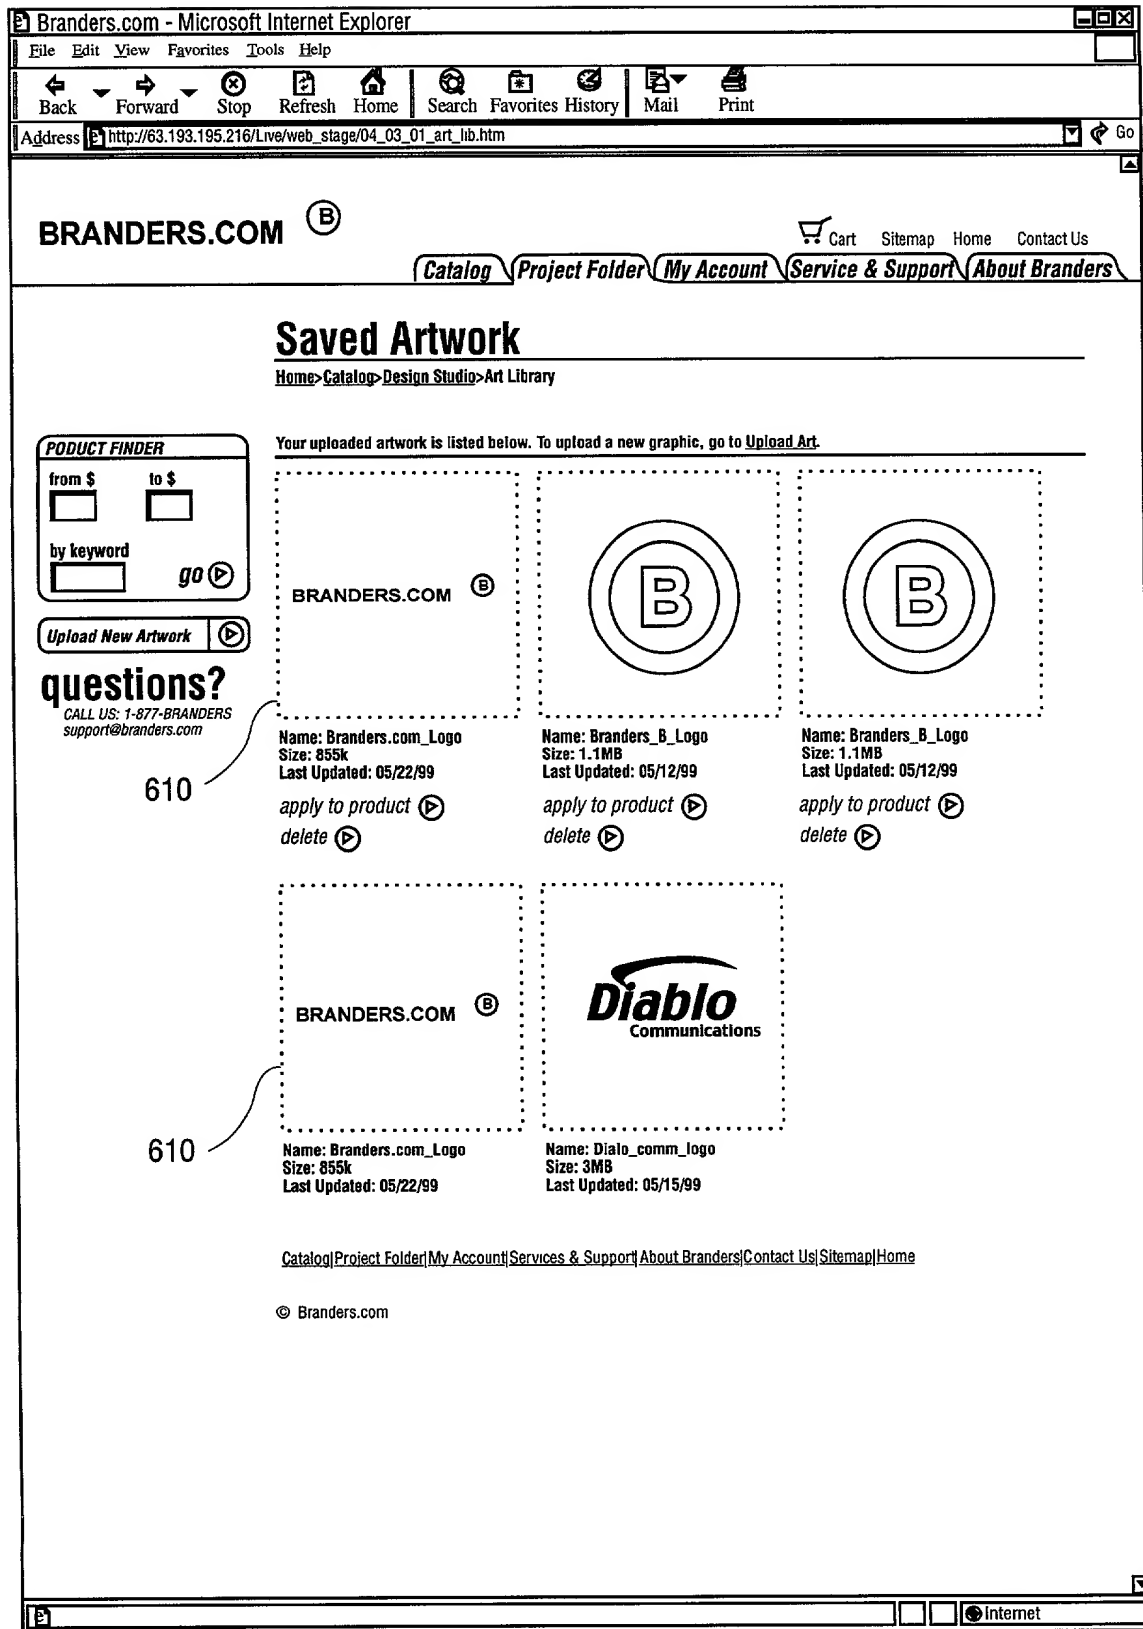 Branders.com - Microsoft Internet Explorer
File Edit View Favorites Tools Help
Back Forward Stop Refresh Home Search Favorites History Mail Print
Address http://63.193.195.216/Live/web_stage/04_03_01_art_lib.htm Go
BRANDERS.COM B
Cart Sitemap Home Contact Us
Catalog Project Folder My Account Service & Support About Branders
Saved Artwork
Home>Catalog>Design Studio>Art Library
PODUCT FINDER
from $ to $
by keyword
go
Upload New Artwork
questions?
CALL US: 1-877-BRANDERS
support@branders.com
Your uploaded artwork is listed below. To upload a new graphic, go to Upload Art.
BRANDERS.COM B
B
B
610
Name: Branders.com_Logo
Size: 855k
Last Updated: 05/22/99
apply to product
delete
Name: Branders_B_Logo
Size: 1.1MB
Last Updated: 05/12/99
apply to product
delete
Name: Branders_B_Logo
Size: 1.1MB
Last Updated: 05/12/99
apply to product
delete
BRANDERS.COM B
Diablo
Communications
610
Name: Branders.com_Logo
Size: 855k
Last Updated: 05/22/99
Name: Dialo_comm_logo
Size: 3MB
Last Updated: 05/15/99
Catalog|Project Folder|My Account|Services & Support|About Branders|Contact Us|Sitemap|Home
© Branders.com
Internet